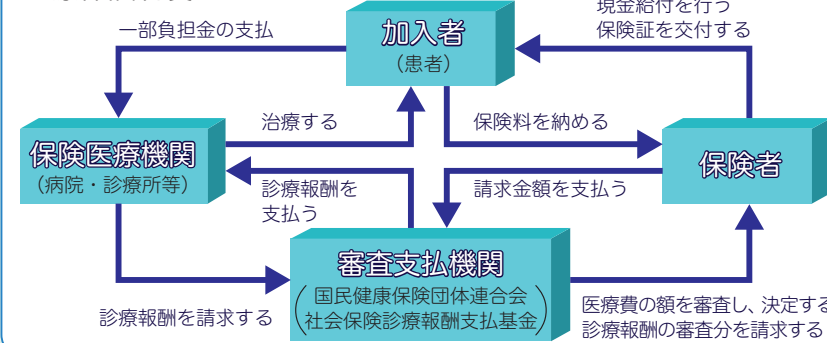 現金給付を行う
保険証を交付する
一部負担金の支払
加入者
（患者）
治療する
保険料を納める
保険医療機関
（病院・診療所等）
保険者
診療報酬を
支払う
請求金額を支払う
審査支払機関
（国民健康保険団体連合会
社会保険診療報酬支払基金）
診療報酬を請求する
医療費の額を審査し、決定する
診療報酬の審査分を請求する